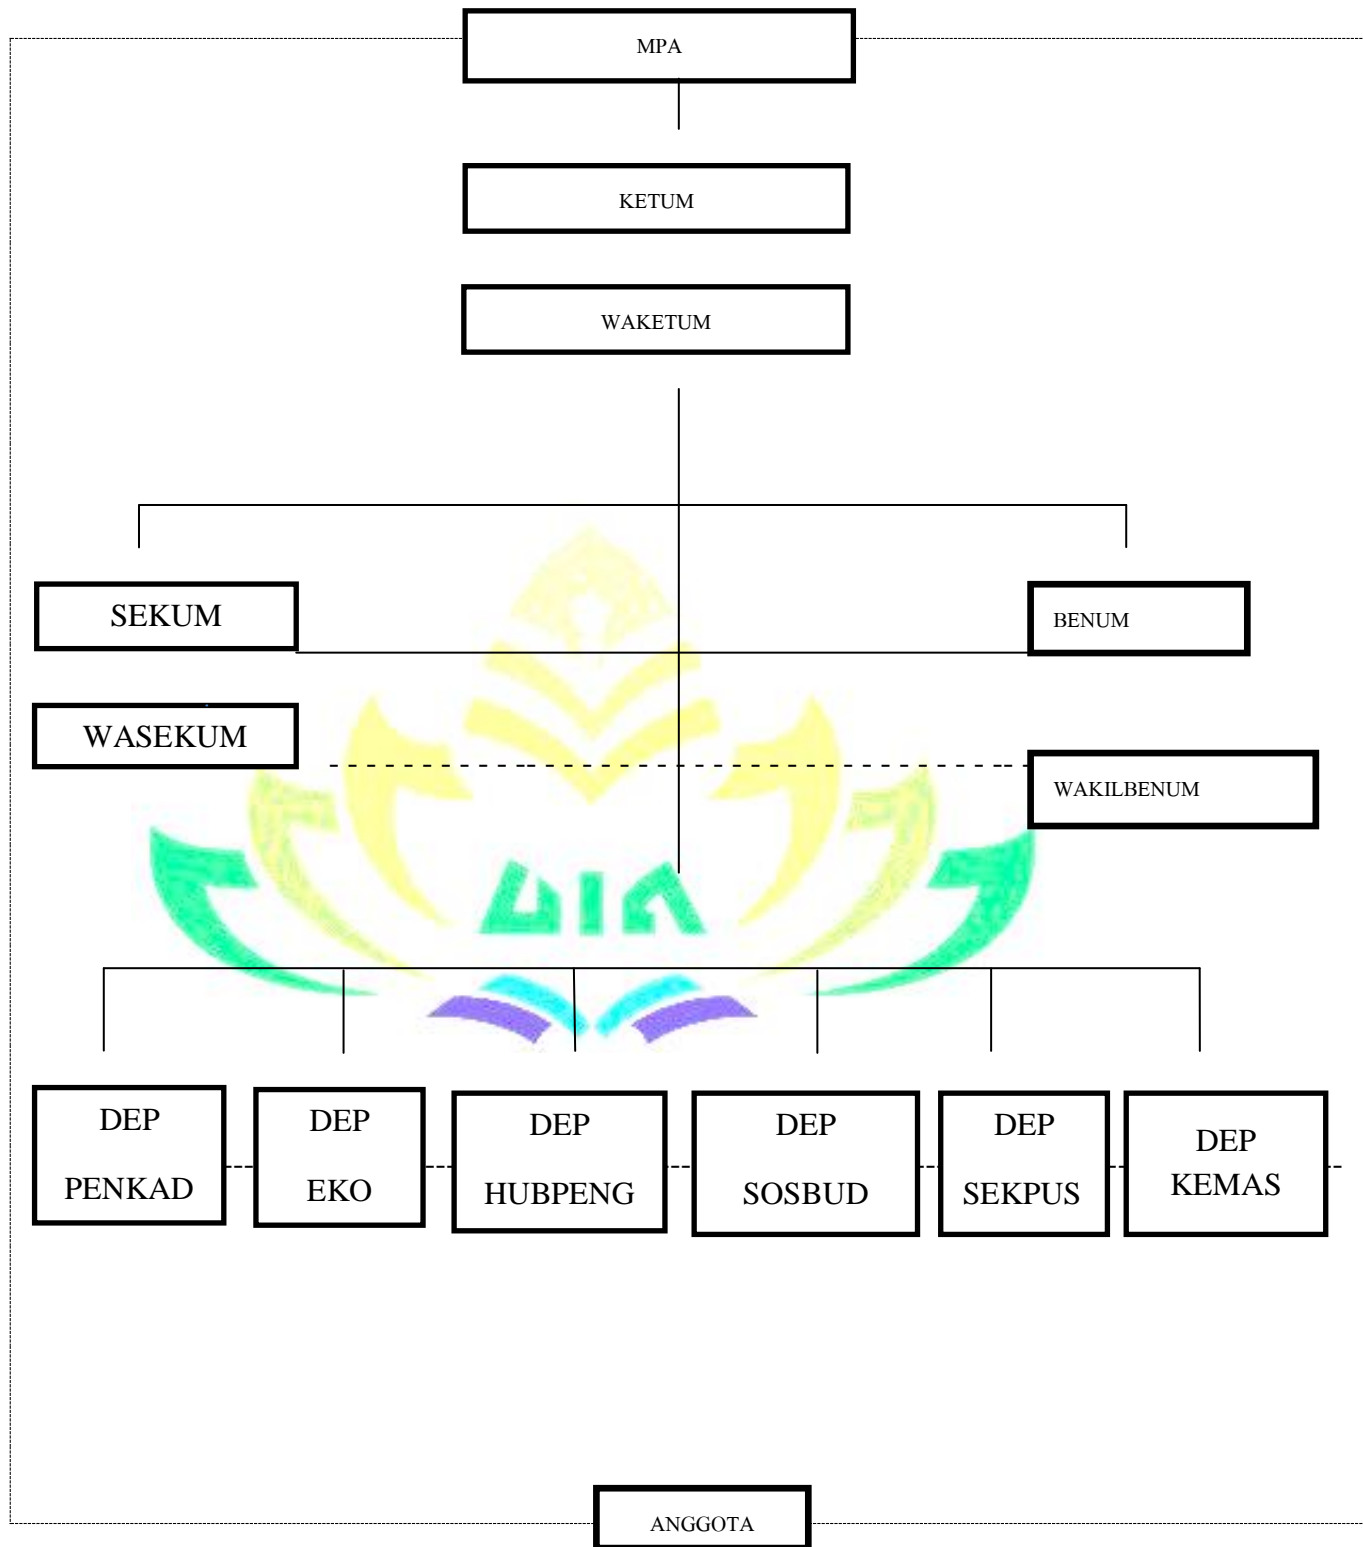 MPA
KETUM
WAKETUM
SEKUM
BENUM
WASEKUM
WAKILBENUM
DEP
PENKAD
DEP
EKO
DEP
HUBPENG
DEP
SOSBUD
DEP
SEKPUS
DEP
KEMAS
ANGGOTA